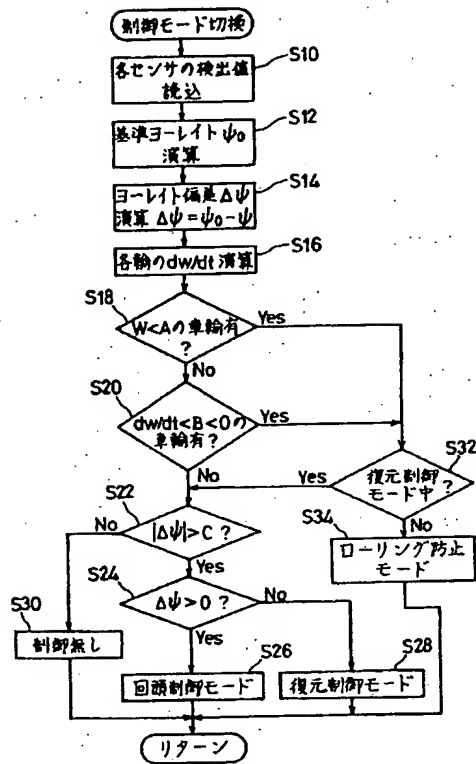 制御モード切換
S10
各センサの検出値
読込
S12
基準ヨーレイトψ₀
演算
S14
ヨーレイト偏差Δψ
演算 Δψ=ψ₀-ψ
S16
各輪のdw/dt演算
S18
W<Aの車輪有
?
Yes
No
S20
dw/dt<B<0の
車輪有?
Yes
No
S32
復元制御
モード中?
Yes
No
S22
|Δψ|>C?
No
Yes
S34
ローリング防止
モード
S24
Δψ>0?
No
Yes
S30
制御無し
S26
回頭制御モード
S28
復元制御モード
リターン